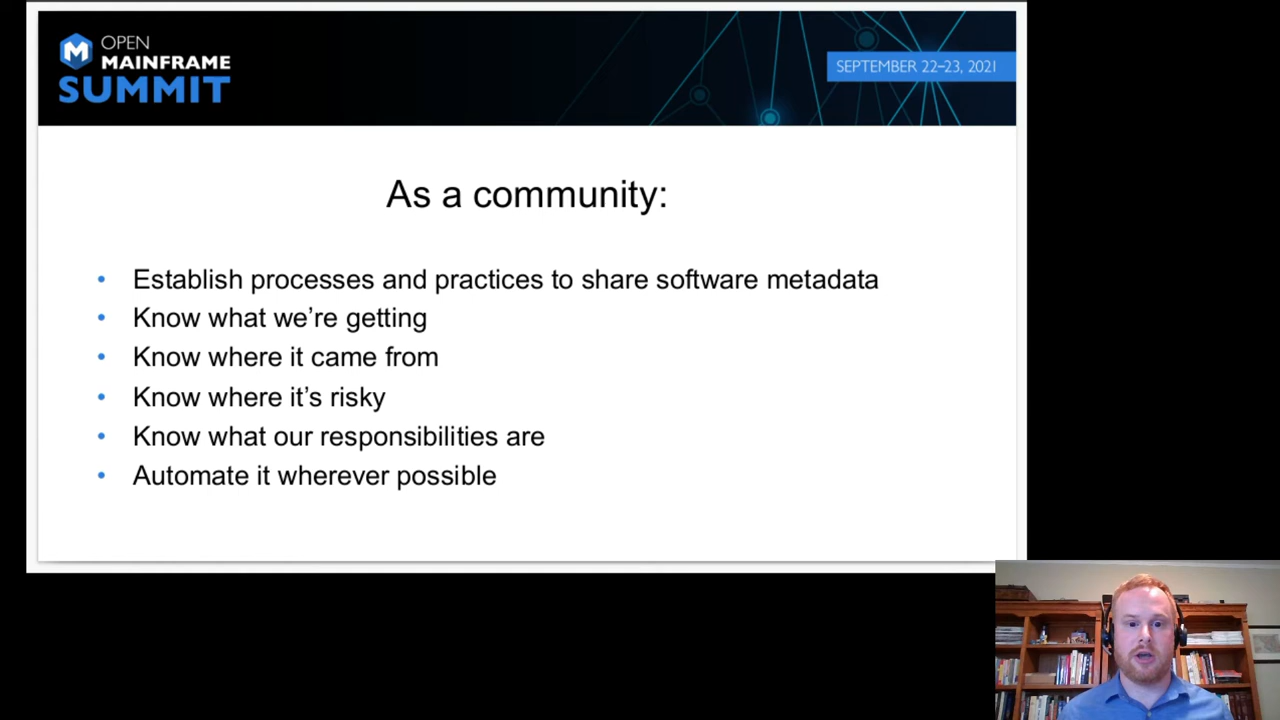 OPEN
MAINFRAME
SUMMIT
SEPTEMBER 22–23, 2021
As a community:
• Establish processes and practices to share software metadata
• Know what we’re getting
• Know where it came from
• Know where it’s risky
• Know what our responsibilities are
• Automate it wherever possible